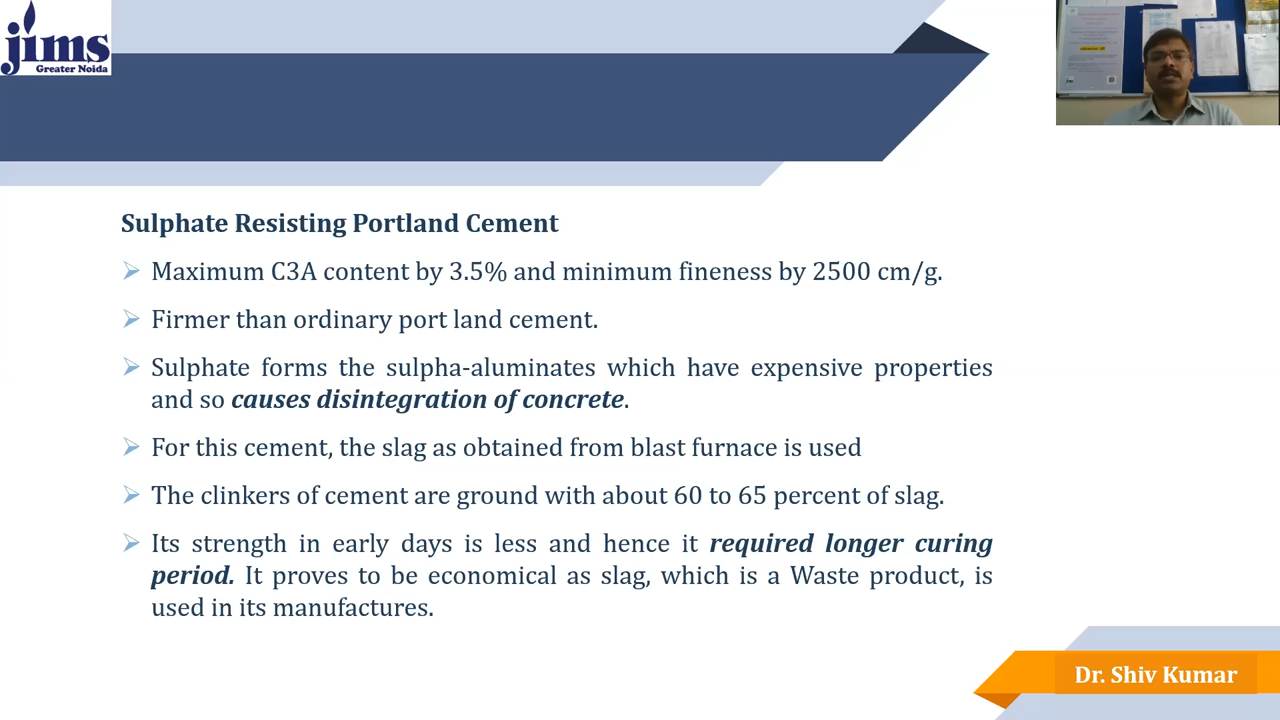 jims
Greater Noida
Sulphate Resisting Portland Cement
Maximum C3A content by 3.5% and minimum fineness by 2500 cm/g.
Firmer than ordinary port land cement.
Sulphate forms the sulpha-aluminates which have expensive properties
and so causes disintegration of concrete.
For this cement, the slag as obtained from blast furnace is used
The clinkers of cement are ground with about 60 to 65 percent of slag.
Its strength in early days is less and hence it required longer curing
period. It proves to be economical as slag, which is a Waste product, is
used in its manufactures.
Dr. Shiv Kumar